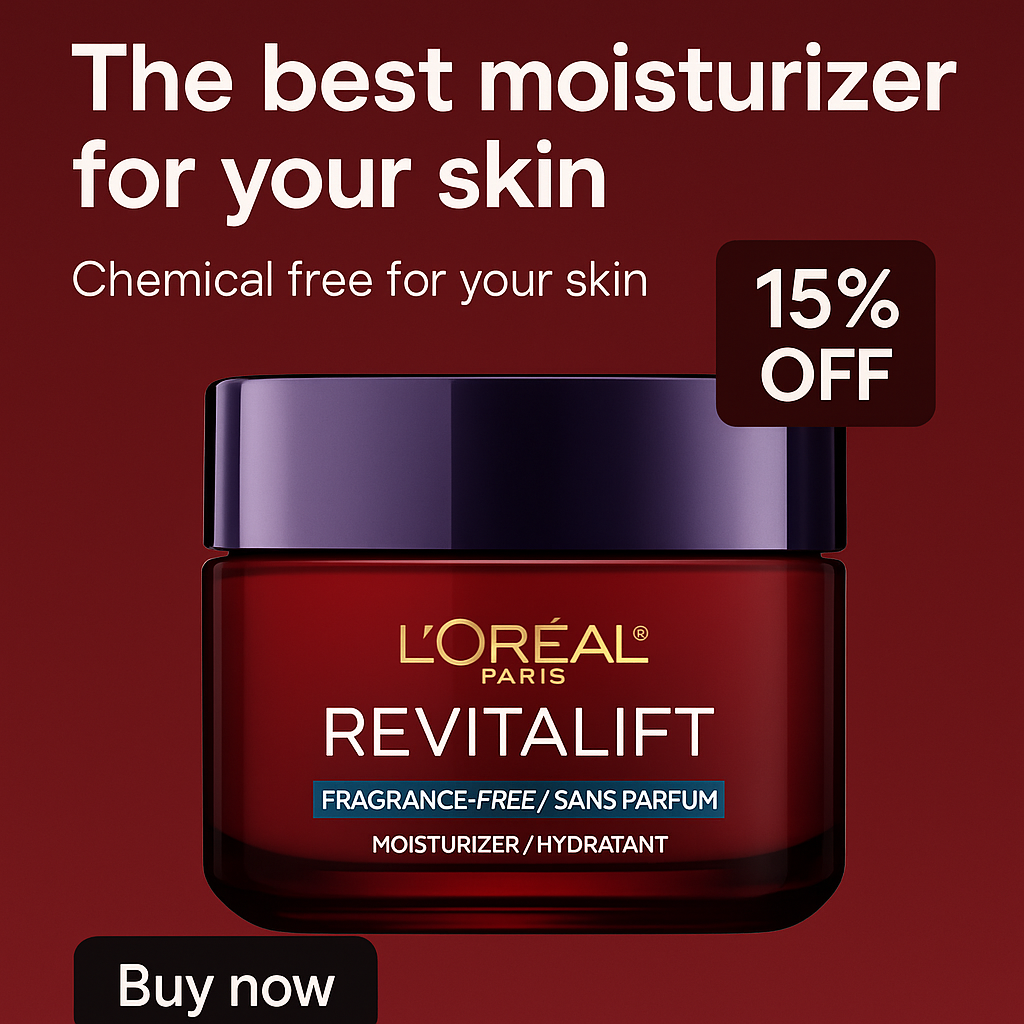 The best moisturizer
for your skin
Chemical free for your skin
15%
OFF
L'ORÉAL®
PARIS
REVITALIFT
FRAGRANCE-FREE / SANS PARFUM
MOISTURIZER / HYDRATANT
Buy now